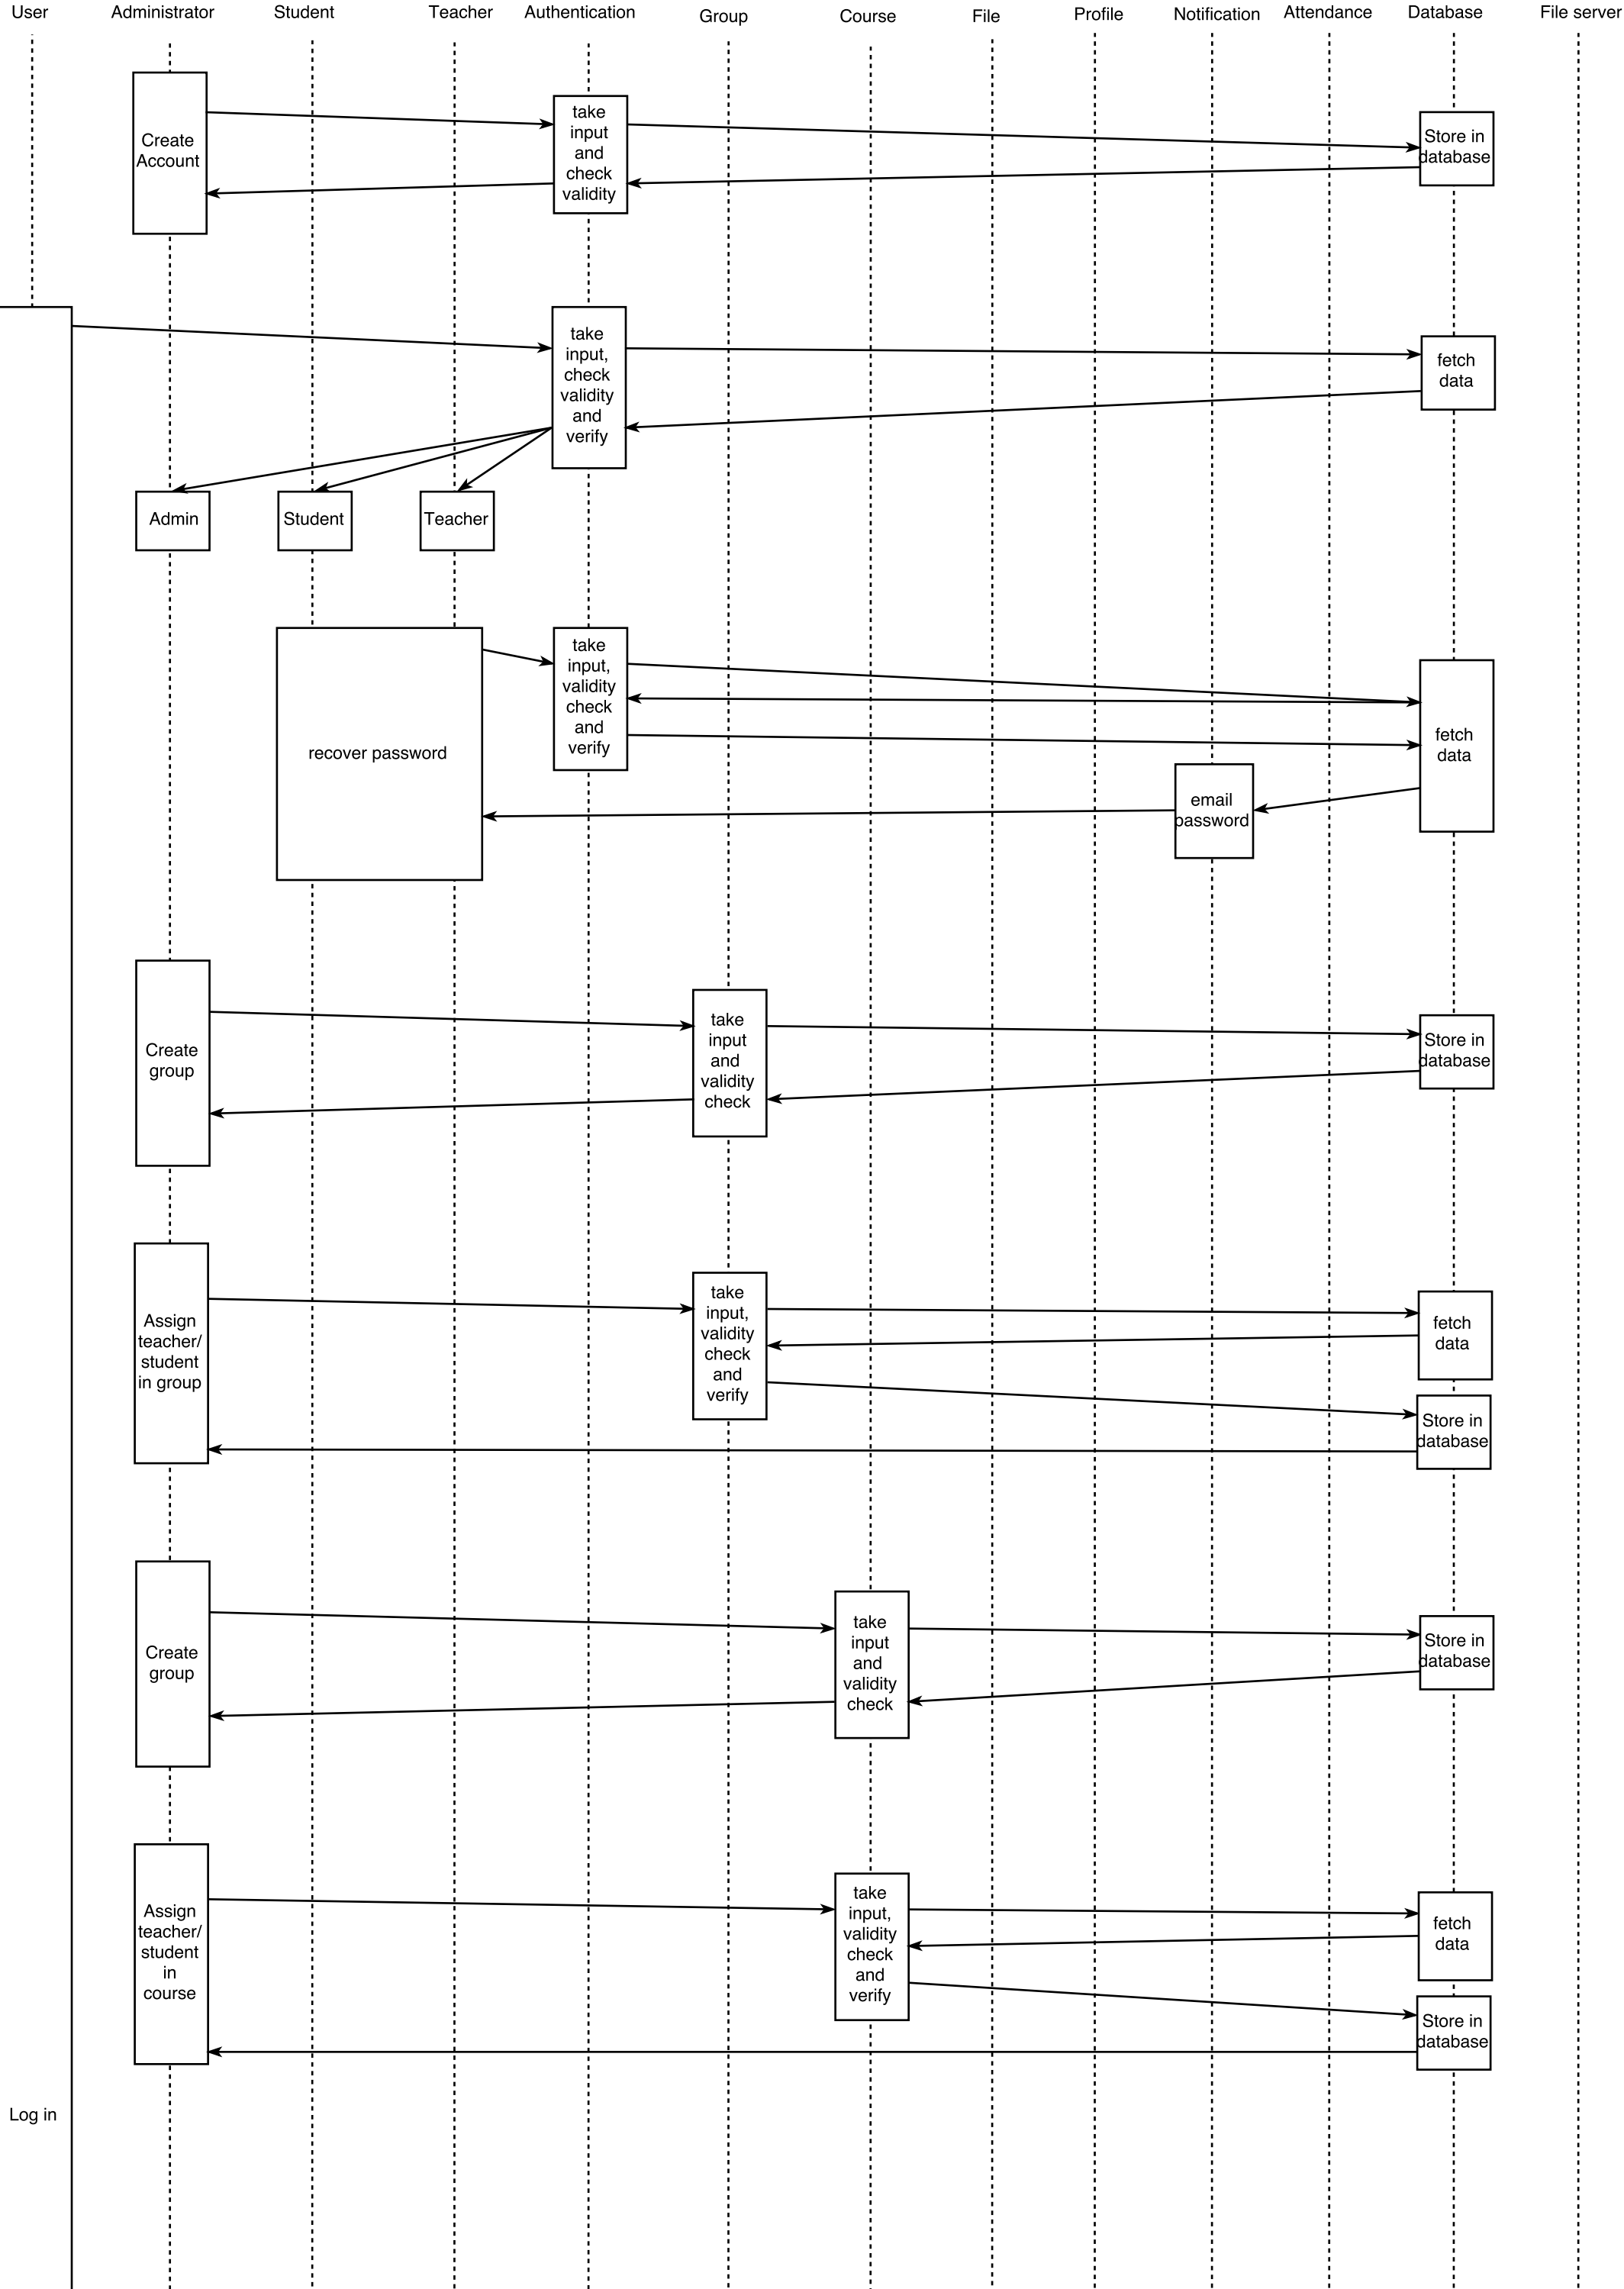 User
Administrator
Student
Teacher
Authentication
Group
Course
File
Profile
Notification
Attendance
Database
File server
Create
Account
take
input
and
check
validity
Store in
database
take
input,
check
validity
and
verify
fetch
data
Admin
Student
Teacher
recover password
take
input,
validity
check
and
verify
fetch
data
email
password
Create
group
take
input
and
validity
check
Store in
database
Assign
teacher/
student
in group
take
input,
validity
check
and
verify
fetch
data
Store in
database
Create
group
take
input
and
validity
check
Store in
database
Assign
teacher/
student
in
course
take
input,
validity
check
and
verify
fetch
data
Store in
database
Log in